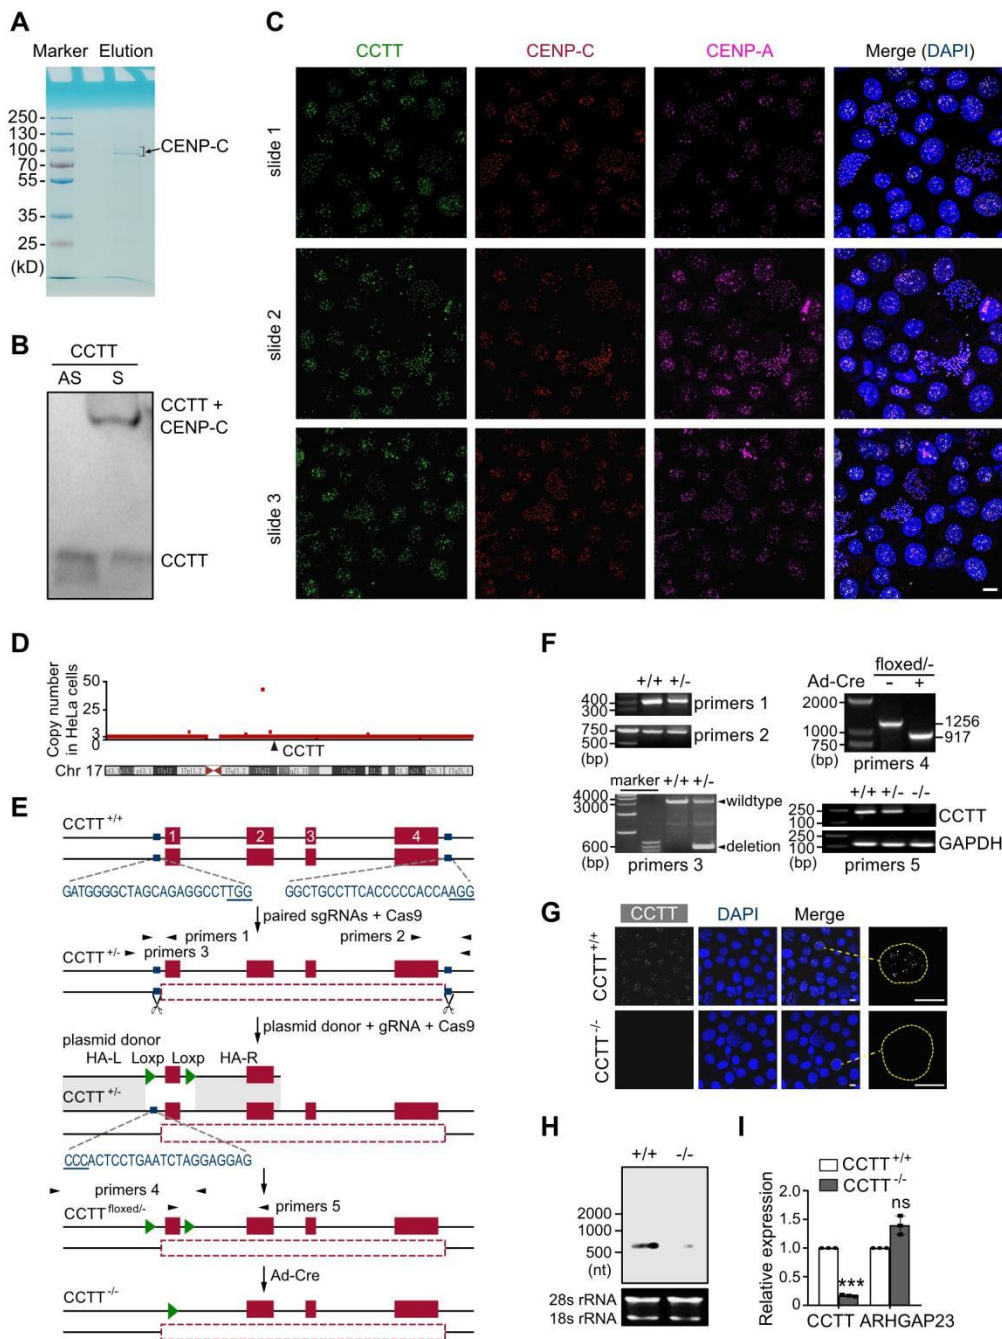 A
Marker Elution
250
130
100
70
55
35
25
(kD)
CENP-C
B
CCTT
AS S
CCTT +
CENP-C
CCTT
C
CCTT CENP-C CENP-A Merge (DAPI)
slide 1
slide 2
slide 3
D
Copy number
in HeLa cells
50
25
3
0
CCTT
Chr 17
E
CCTT +/+
1 2 3 4
GATGGGGCTAGCAGAGGCCTTGG GGCTGCCTTCACCCCCACCAAGG
paired sgRNAs + Cas9
primers 1 primers 2
CCTT +/- primers 3
plasmid donor + gRNA + Cas9
plasmid donor
HA-L Loxp Loxp HA-R
CCTT +/-
CCCACTCCTGAATCTAGGAGGAG
primers 4
CCTT floxed/- primers 5
Ad-Cre
CCTT -/-
F
+/+ +/-
400
300
primers 1
750
500
(bp)
primers 2
marker +/+ +/-
4000
3000
wildtype
600
deletion
(bp)
primers 3
floxed/-
Ad-Cre - +
2000
1000
750
(bp)
1256
917
primers 4
+/+ +/- -/-
250
100
CCTT
250
100
GAPDH
(bp)
primers 5
G
CCTT DAPI Merge
CCTT +/+
CCTT -/-
H
+/+ -/-
2000
1000
500
(nt)
28s rRNA
18s rRNA
I
CCTT +/+
CCTT -/-
ns
Relative expression
2.0
1.5
1.0
0.5
0
***
CCTT ARHGAP23